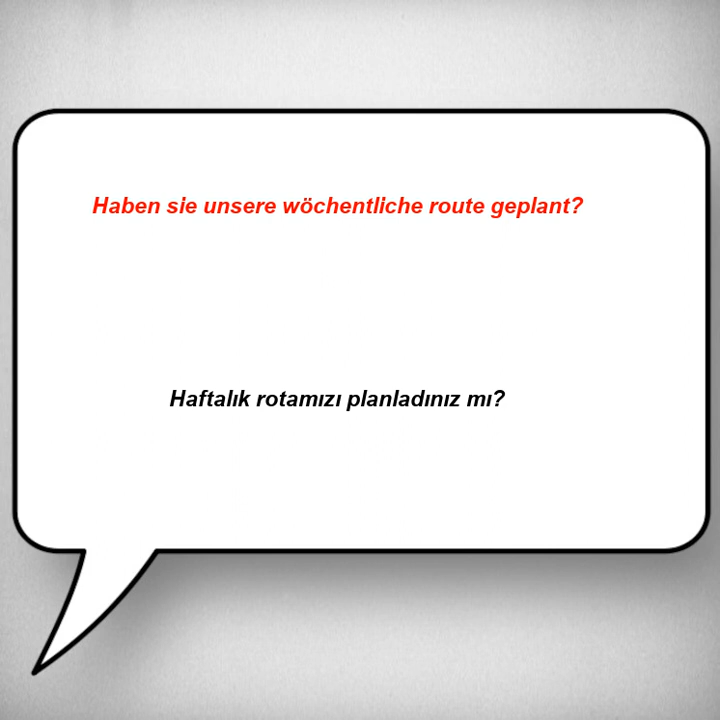 Haben sie unsere wöchentliche route geplant?
Haftalık rotamızı planladınız mı?